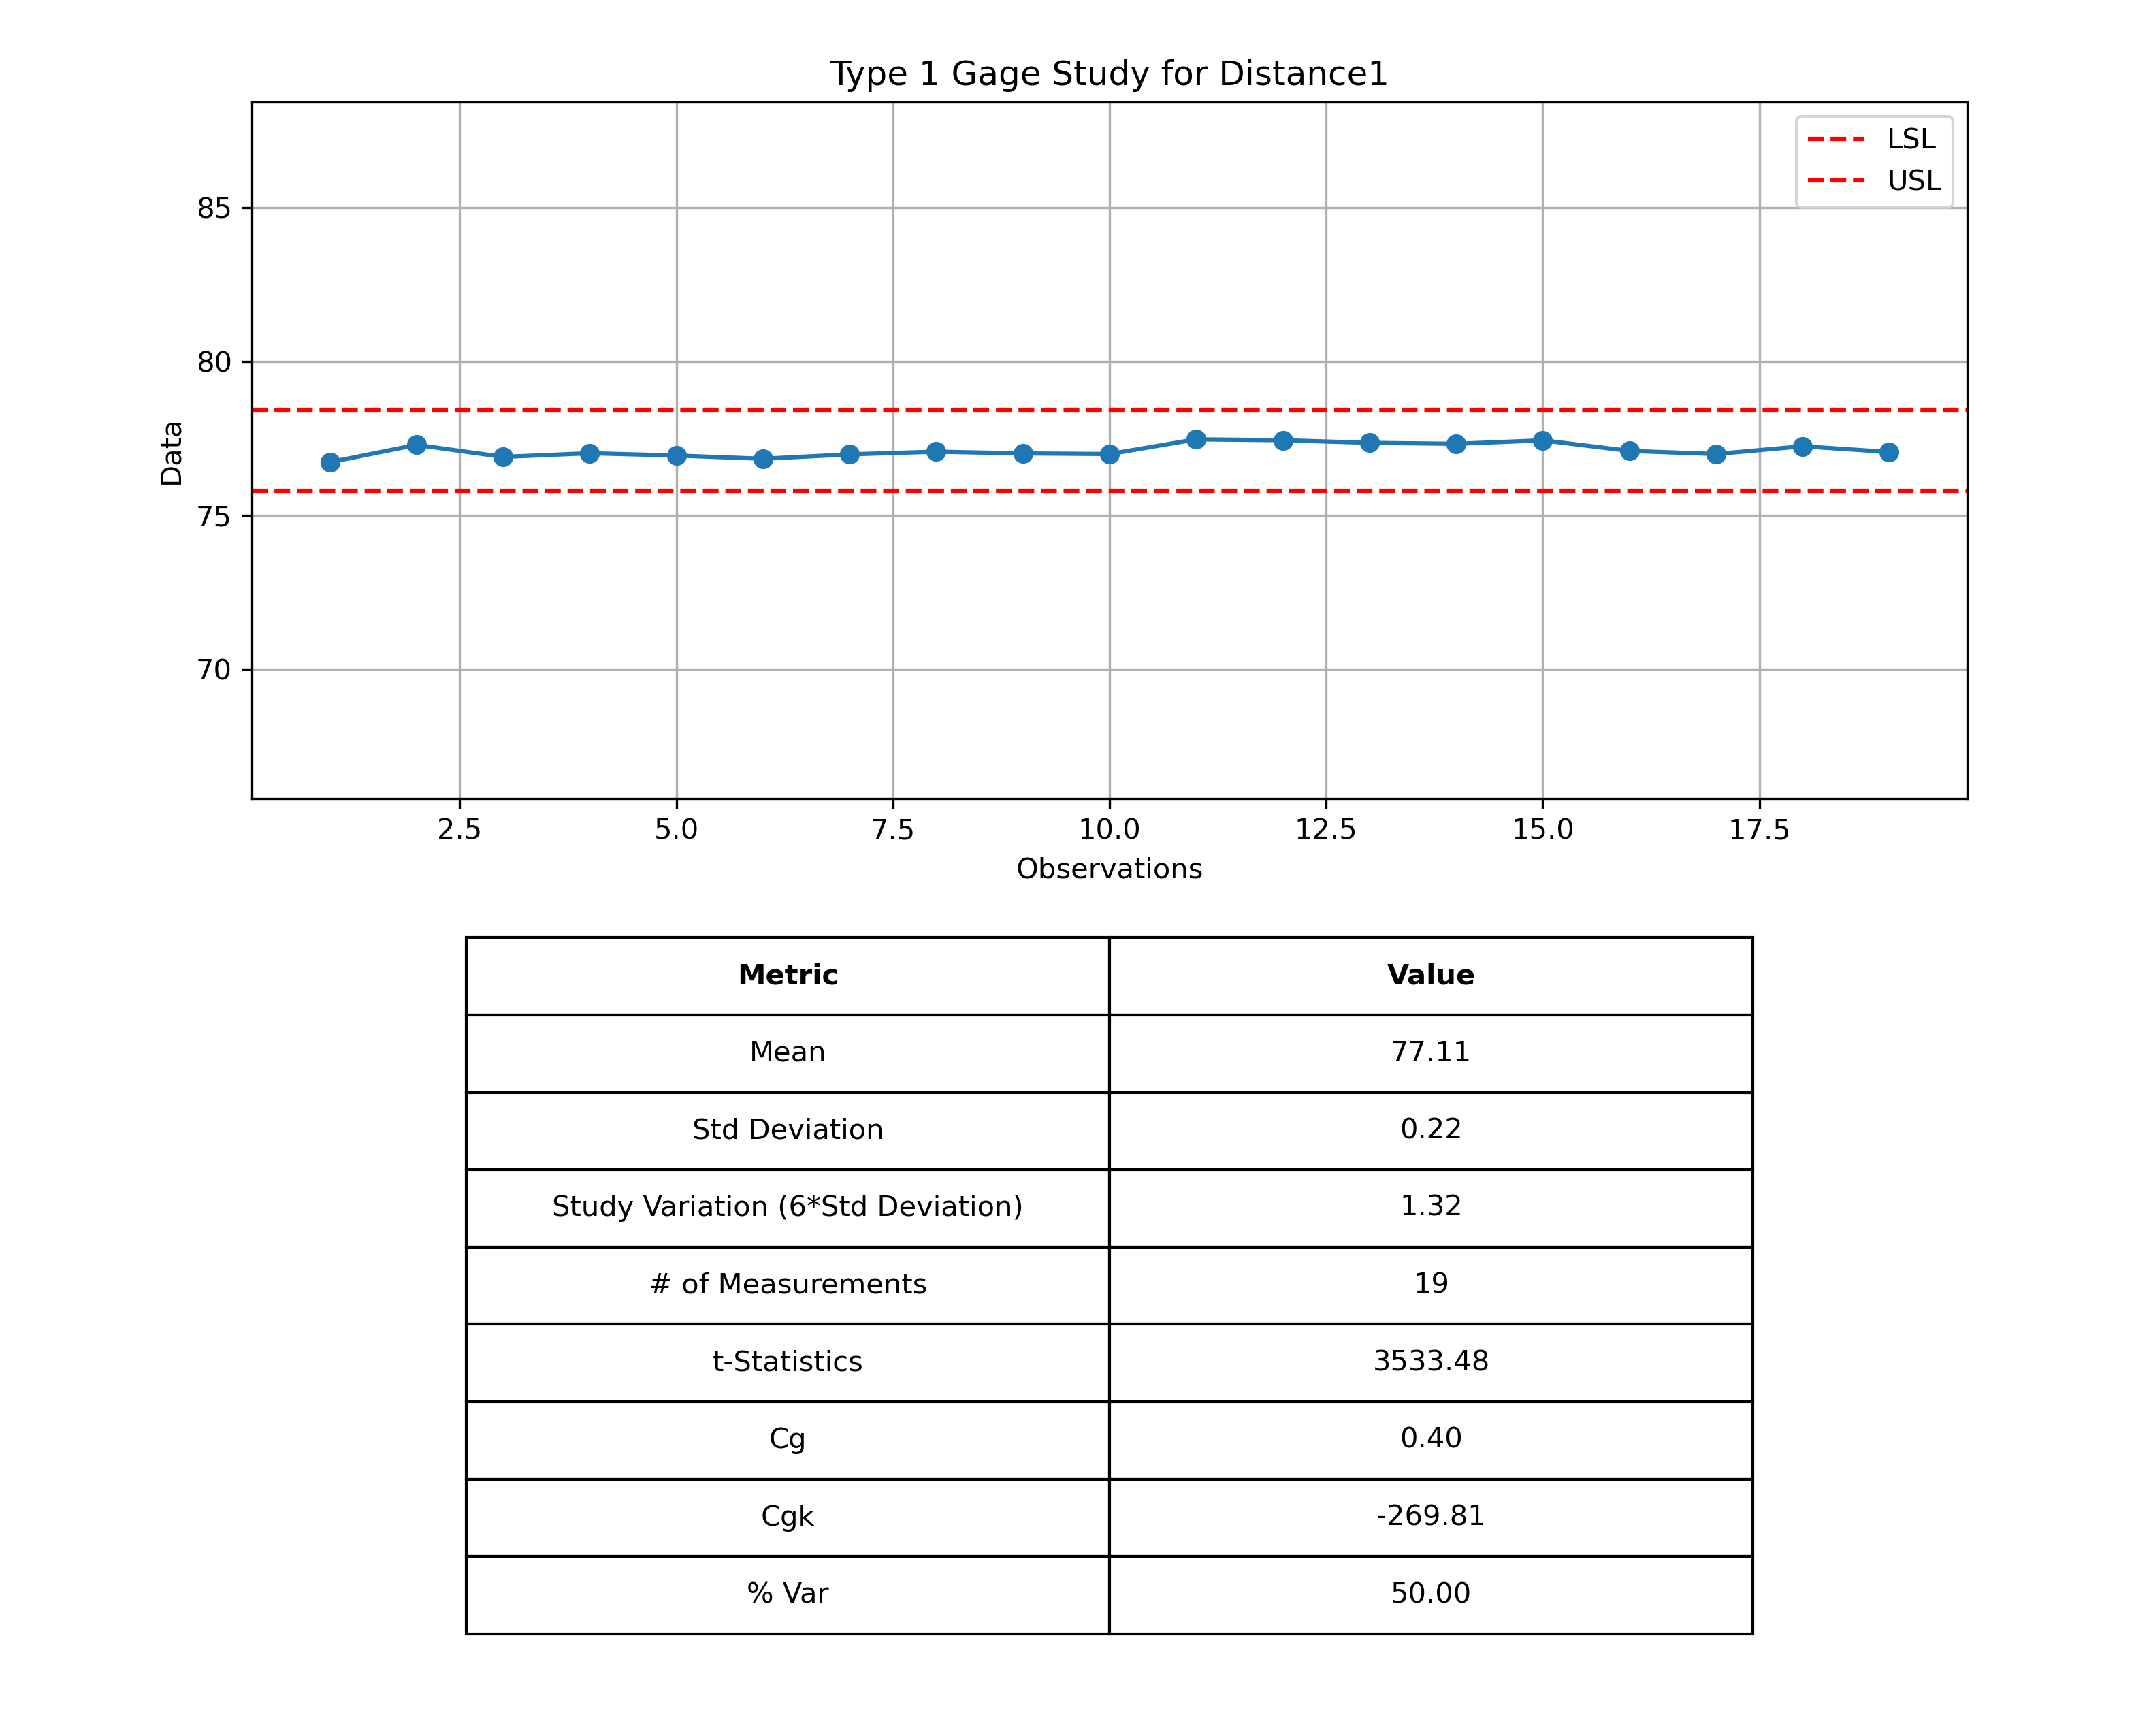 Type 1 Gage Study for Distance1
LSL
USL
85
80
75
70
Data
2.5 5.0 7.5 10.0 12.5 15.0 17.5
Observations
Metric Value
Mean 77.11
Std Deviation 0.22
Study Variation (6*Std Deviation) 1.32
# of Measurements 19
t-Statistics 3533.48
Cg 0.40
Cgk -269.81
% Var 50.00